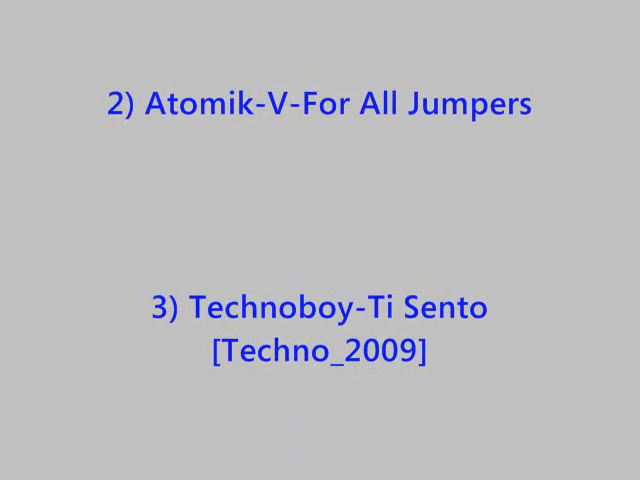 2) Atomik-V-For All Jumpers
3) Technoboy-Ti Sento
[Techno_2009]